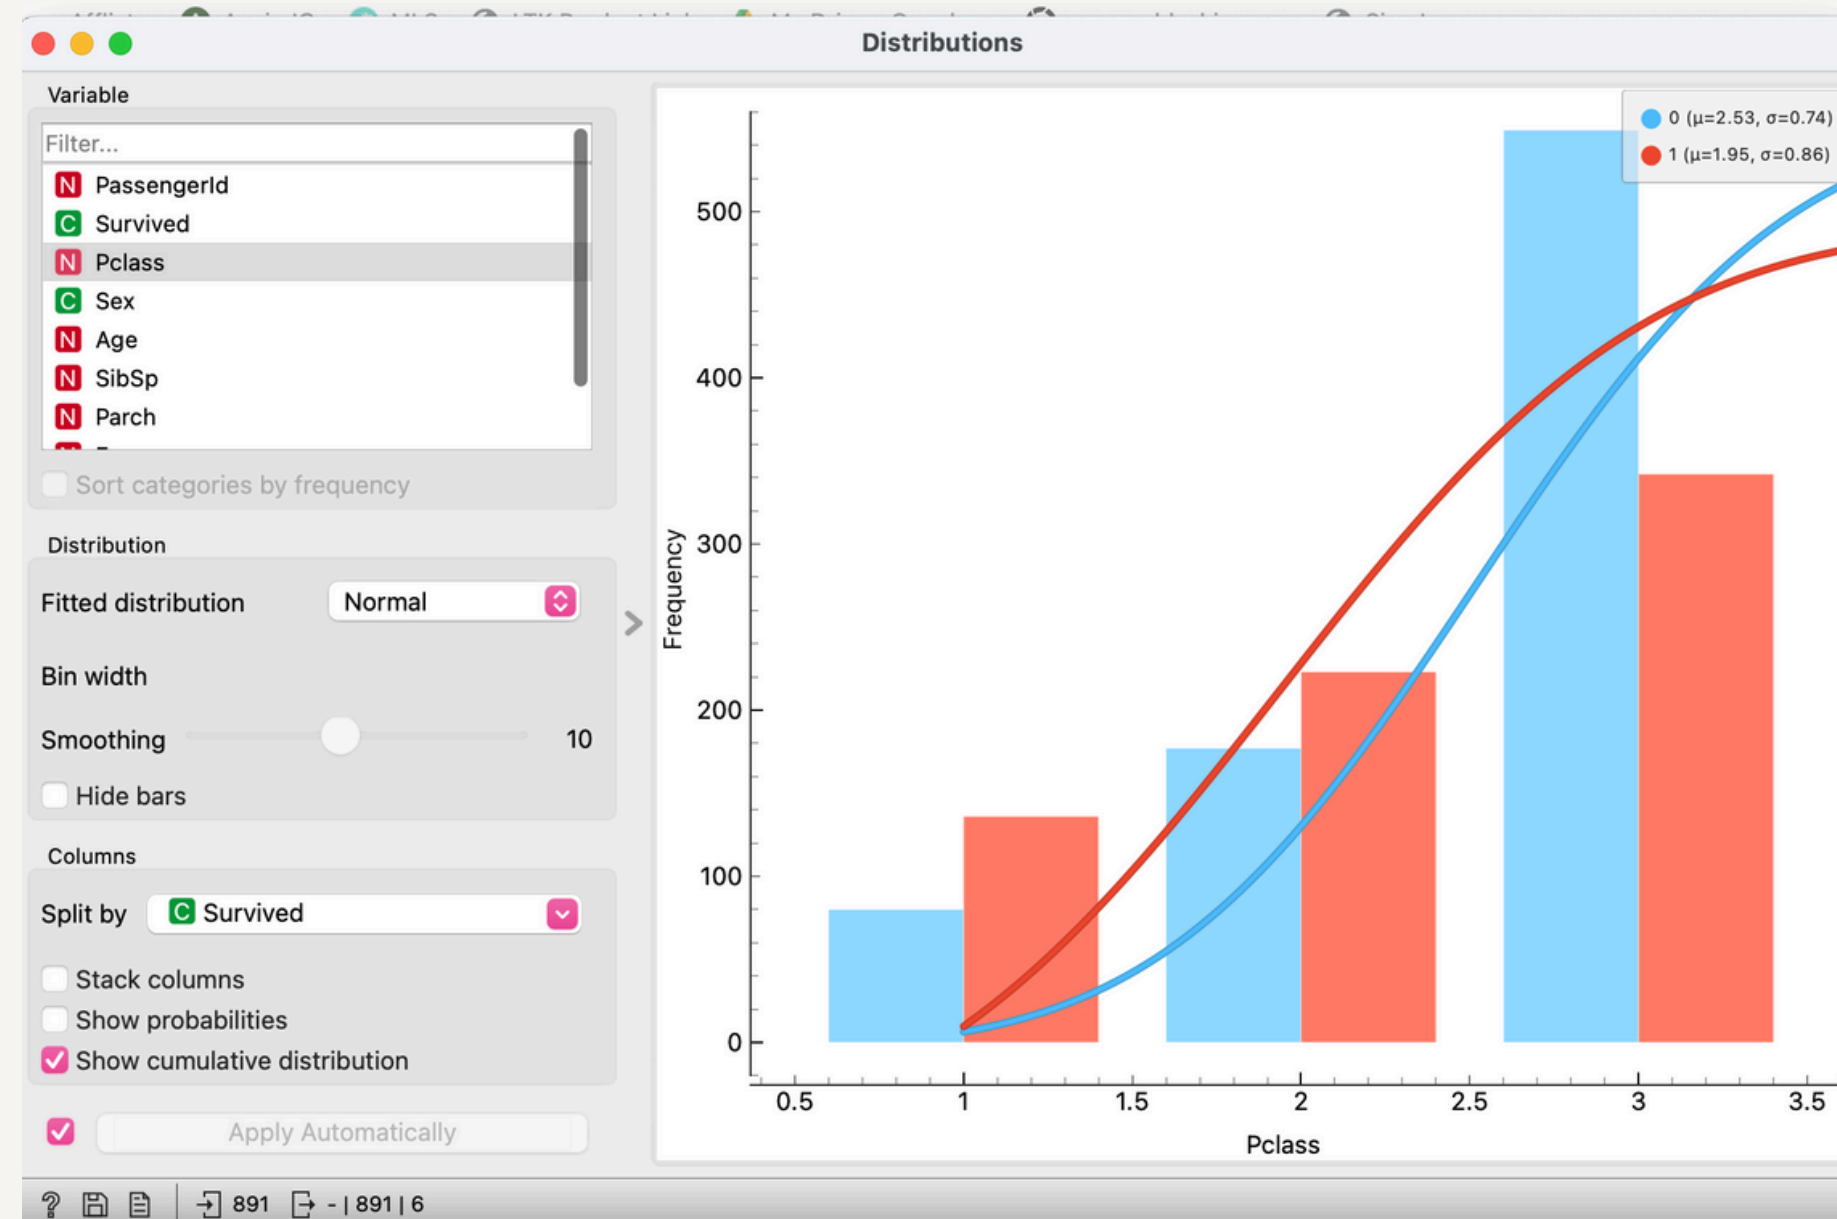 Distributions
Variable
Filter...
N PassengerId
C Survived
N Pclass
C Sex
N Age
N SibSp
N Parch
Sort categories by frequency
Distribution
Fitted distribution Normal
Bin width
Smoothing 10
Hide bars
Columns
Split by C Survived
Stack columns
Show probabilities
Show cumulative distribution
Apply Automatically
? 891 - | 891 | 6
0 (μ=2.53, σ=0.74)
1 (μ=1.95, σ=0.86)
Frequency
500
400
300
200
100
0
0.5 1 1.5 2 2.5 3 3.5
Pclass